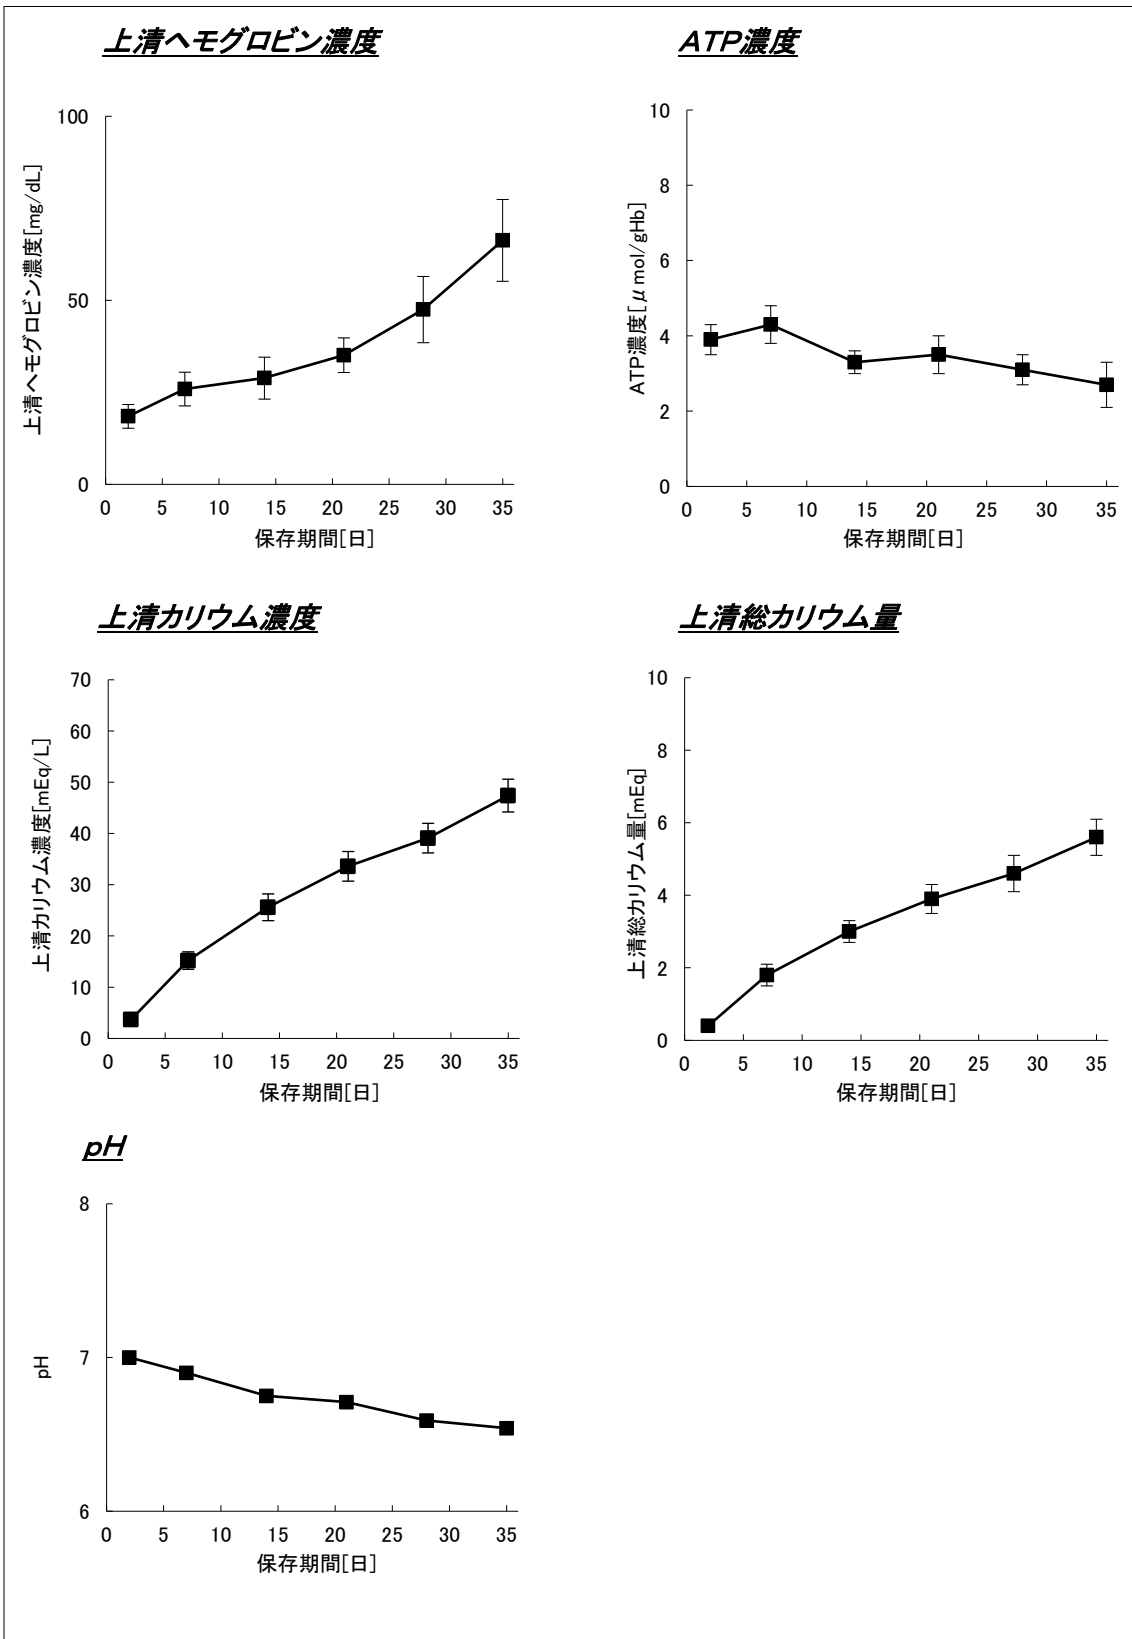 上清ヘモグロビン濃度
上清ヘモグロビン濃度[mg/dL]
100
50
0
0 5 10 15 20 25 30 35
保存期間[日]
ATP濃度
ATP濃度[μmol/gHb]
10
8
6
4
2
0
0 5 10 15 20 25 30 35
保存期間[日]
上清カリウム濃度
上清カリウム濃度[mEq/L]
70
60
50
40
30
20
10
0
0 5 10 15 20 25 30 35
保存期間[日]
上清総カリウム量
上清総カリウム量[mEq]
10
8
6
4
2
0
0 5 10 15 20 25 30 35
保存期間[日]
pH
pH
8
7
6
0 5 10 15 20 25 30 35
保存期間[日]